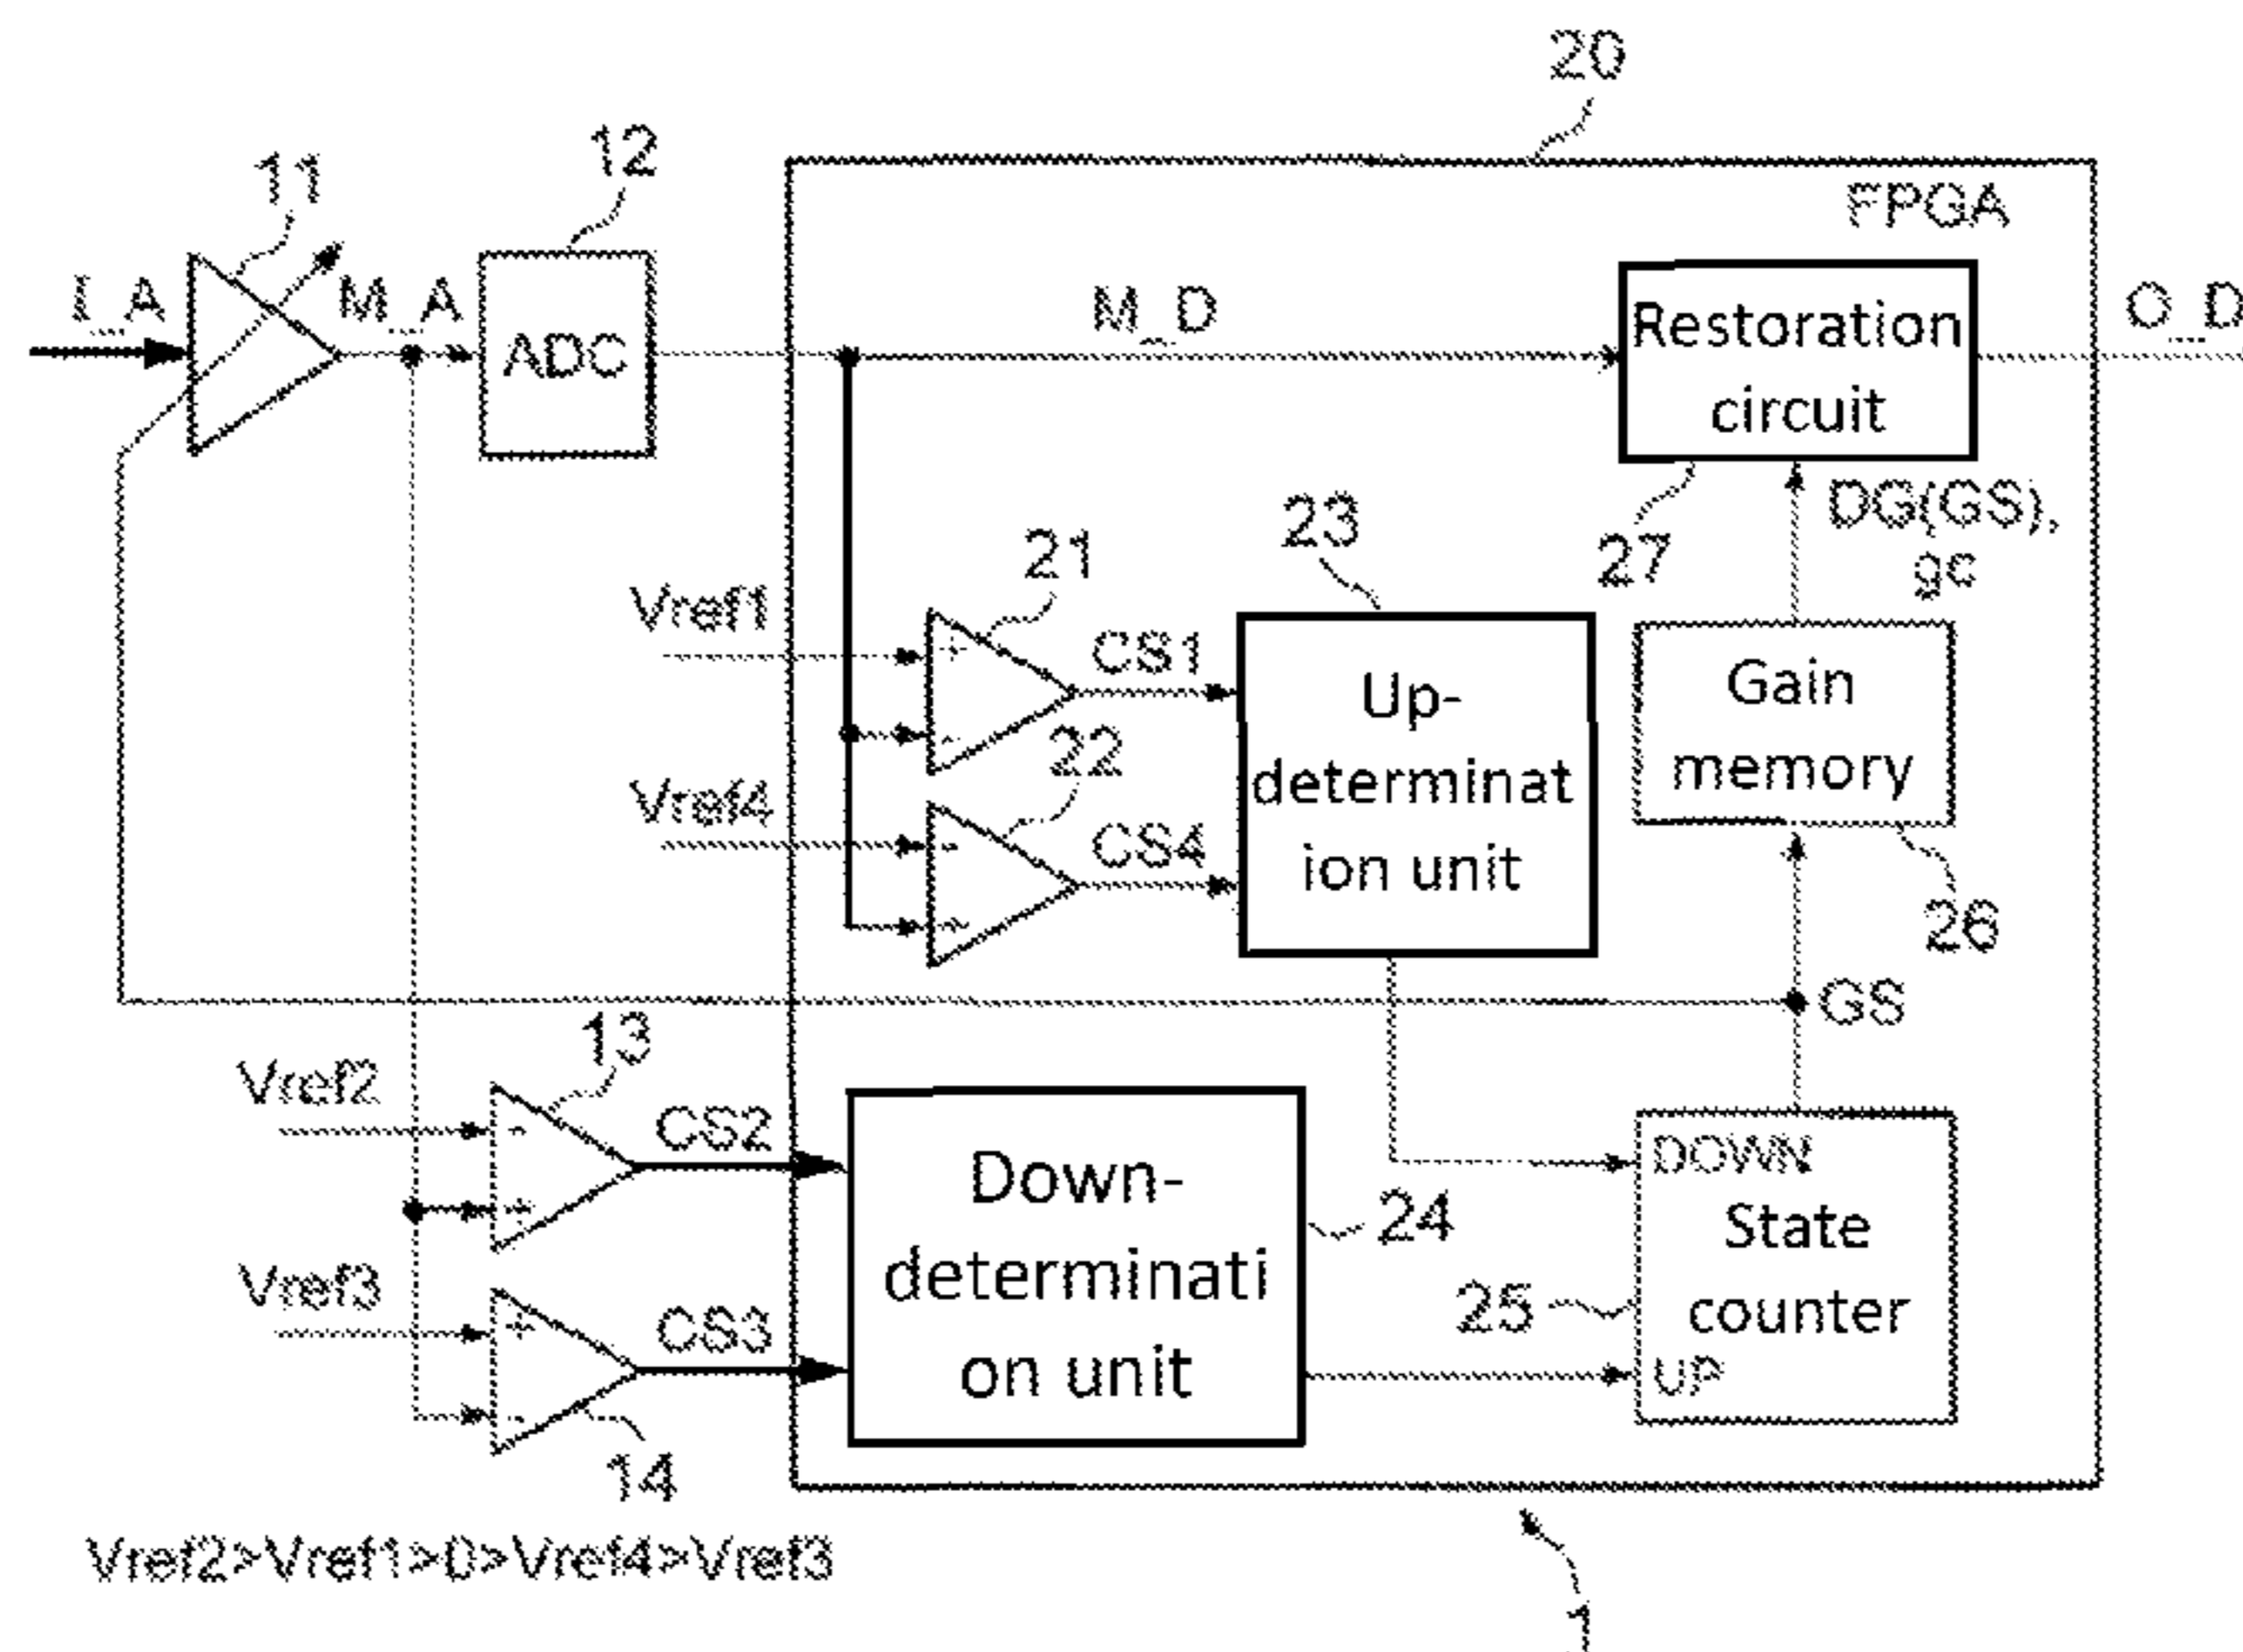 20
12
11
FPGA
I_A
M_A
ADC
M_D
Restoration
circuit
O_D
DG(GS),
gc
27
23
21
Vref1
+
CS1
-
Up-
determinat
ion unit
Gain
memory
22
Vref4
-
CS4
+
26
GS
13
Vref2
-
CS2
+
Down-
determinati
on unit
24
DOWN
State
counter
UP
25
Vref3
+
CS3
-
14
Vref2>Vref1>0>Vref4>Vref3
1